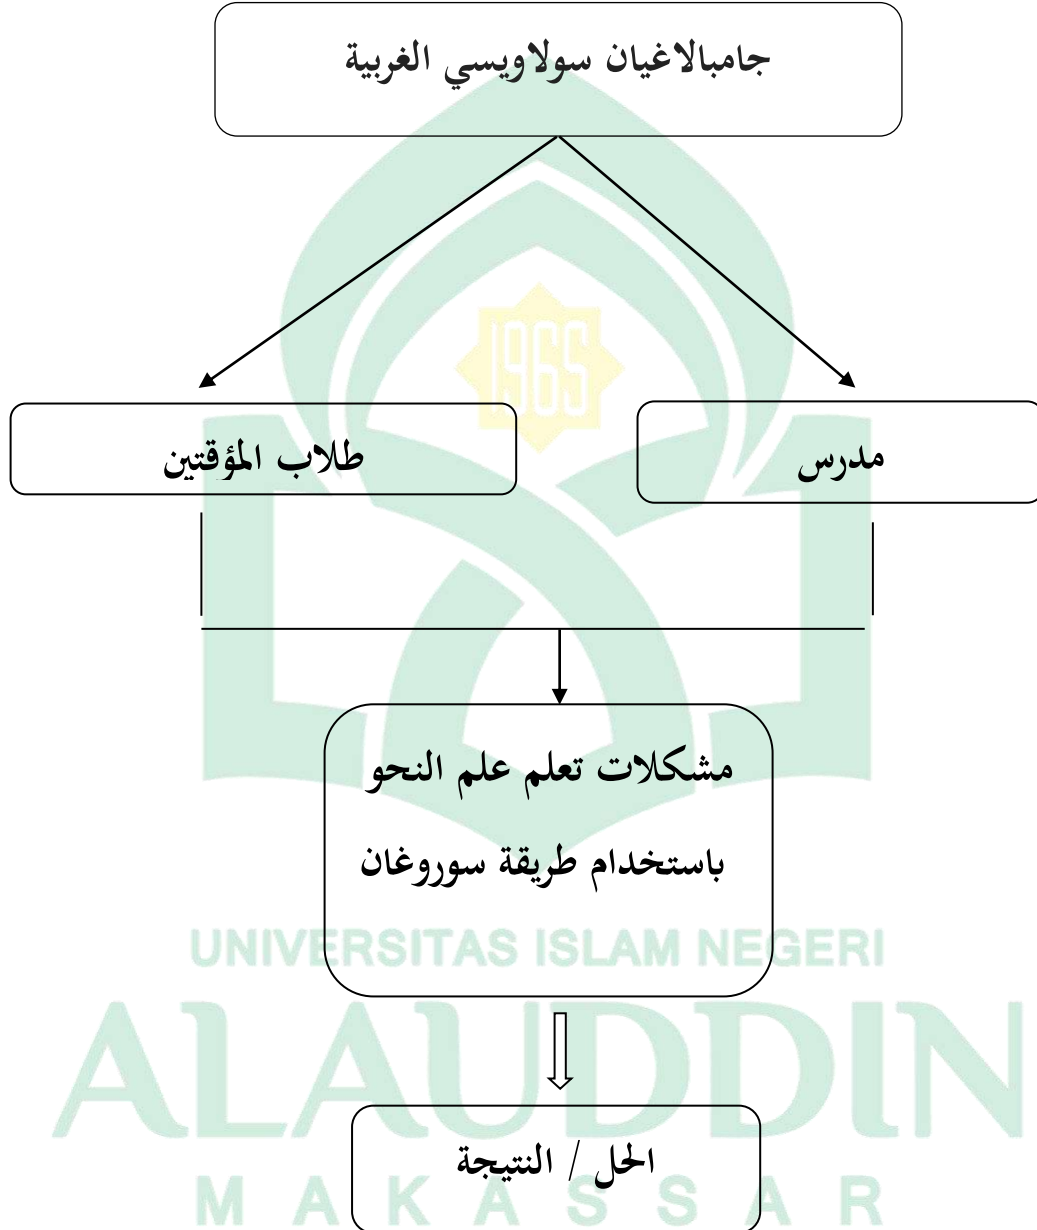 جامبالاغيان سولاويسي الغربية
1965
مدرس
طلاب المؤقتين
مشكلات تعلم علم النحو
باستخدام طريقة سوروغان
UNIVERSITAS ISLAM NEGERI
ALAUDDIN
الحل / النتيجة
MAKASSAR